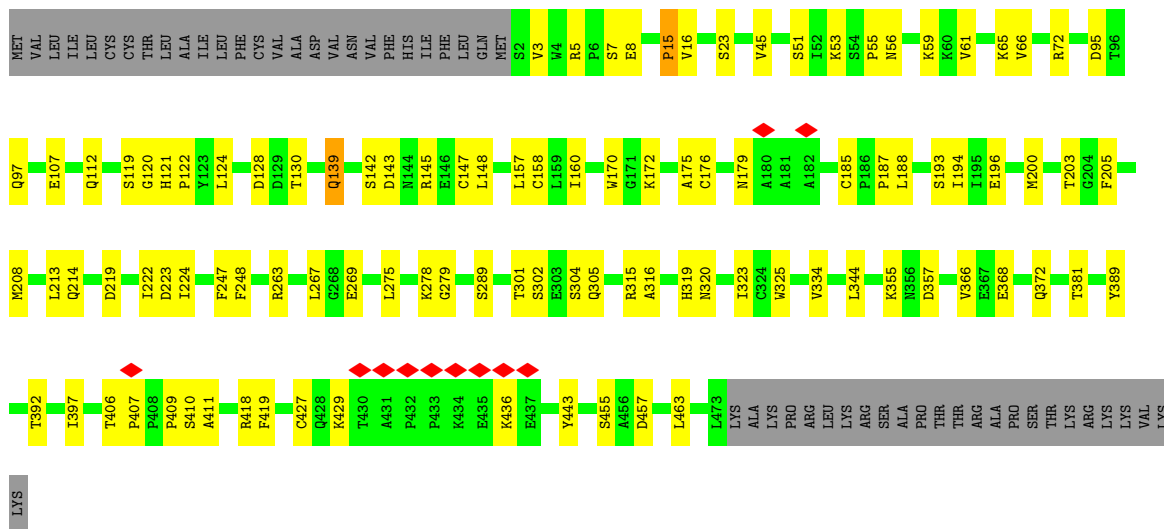 MET VAL LEU ILE ILE LEU CYS CYS THR LEU ALA ILE LEU PHE CYS VAL ALA ASP VAL ASN VAL PHE HIS ILE PHE LEU GLN MET S2 V3 W4 R5 P6 S7 E8 P15 V16 S23 V45 S51 I52 K53 S54 P55 N56 K59 K60 V61 K65 V66 R72 D95 T96
Q97 E107 Q112 S119 G120 H121 P122 Y123 L124 D128 D129 T130 Q139 S142 D143 N144 R145 E146 C147 L148 L157 C158 L159 I160 W170 G171 K172 A175 C176 N179 A180 A181 A182 C185 P186 P187 L188 S193 I194 I195 E196 M200 T203 G204 F205
M208 L213 Q214 D219 I222 D223 I224 F247 F248 R263 L267 G268 E269 L275 K278 G279 S289 T301 S302 E303 S304 Q305 R315 A316 H319 N320 I323 C324 W325 V334 L344 K355 N356 D357 V366 E367 E368 Q372 T381 Y389
T392 I397 T406 P407 P408 P409 S410 A411 R418 F419 C427 Q428 K429 T430 A431 P432 P433 K434 E435 K436 E437 Y443 S455 A456 D457 L463 L473 LYS ALA LYS PRO ARG LEU LYS ARG SER ALA PRO THR THR ARG ALA PRO SER THR LYS ARG LYS LYS VAL LYS
LYS